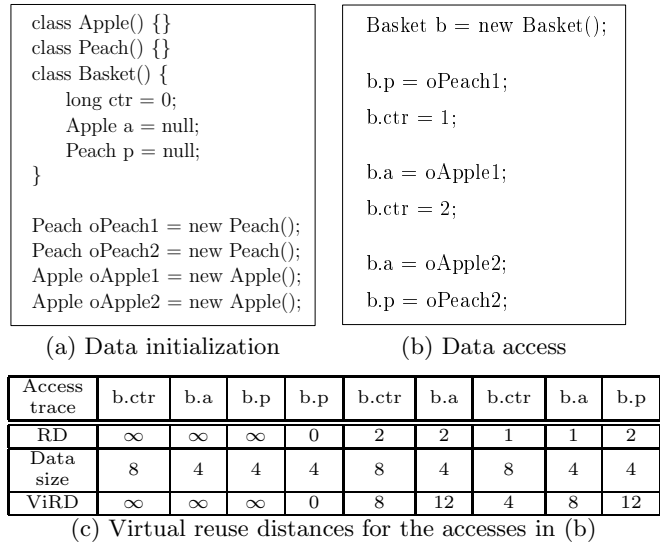 class Apple() {}
class Peach() {}
class Basket() {
long ctr = 0;
Apple a = null;
Peach p = null;
}
Peach oPeach1 = new Peach();
Peach oPeach2 = new Peach();
Apple oApple1 = new Apple();
Apple oApple2 = new Apple();
(a) Data initialization
Basket b = new Basket();
b.p = oPeach1;
b.ctr = 1;
b.a = oApple1;
b.ctr = 2;
b.a = oApple2;
b.p = oPeach2;
(b) Data access
Access trace b.ctr b.a b.p b.p b.ctr b.a b.ctr b.a b.p
RD ∞ ∞ ∞ 0 2 2 1 1 2
Data size 8 4 4 4 8 4 8 4 4
ViRD ∞ ∞ ∞ 0 8 12 4 8 12
(c) Virtual reuse distances for the accesses in (b)